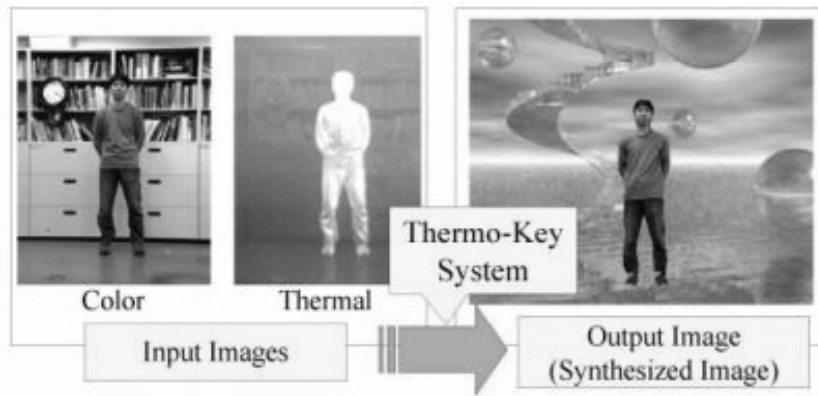 Color
Thermal
Thermo-Key
System
Input Images
Output Image
(Synthesized Image)